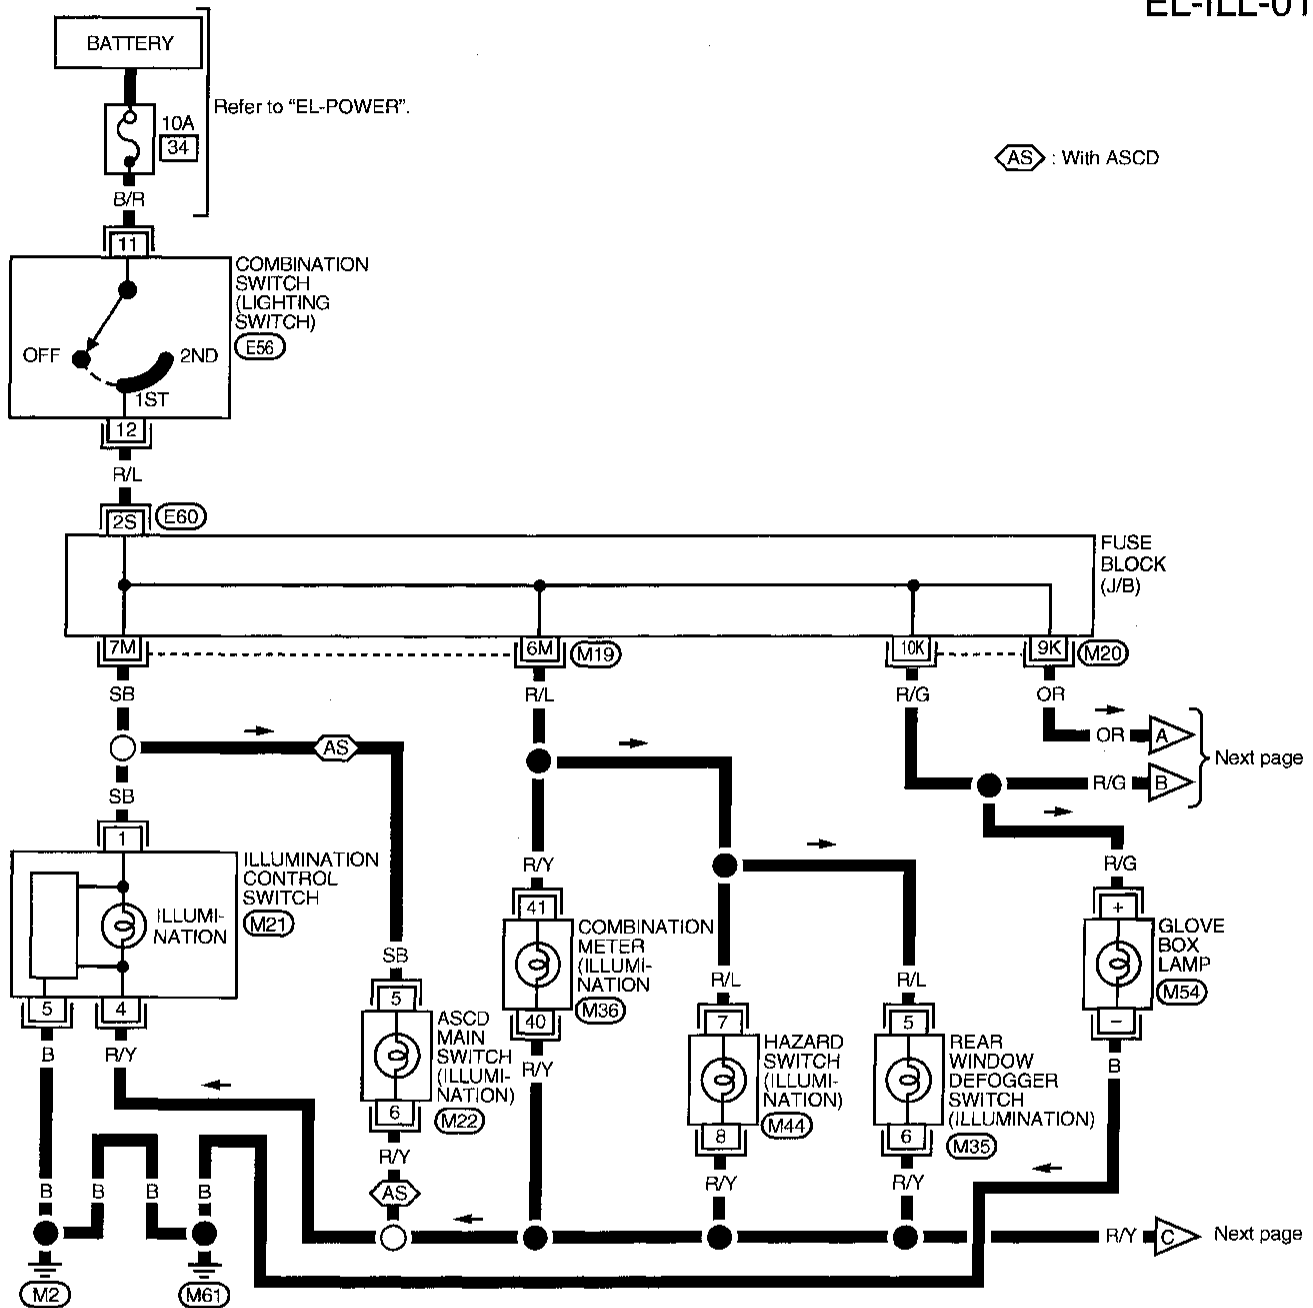 EL-ILL-01
BATTERY
Refer to “EL-POWER”.
10A
34
AS : With ASCD
B/R
11
COMBINATION
SWITCH
(LIGHTING
SWITCH)
E56
OFF
2ND
1ST
12
R/L
2S
E60
FUSE
BLOCK
(J/B)
7M
6M
M19
10K
9K
M20
SB
R/L
R/G
OR
AS
OR
A
Next page
R/G
B
SB
1
ILLUMINATION
CONTROL
SWITCH
M21
ILLUMI-
NATION
5
4
B
R/Y
R/Y
41
COMBINATION
METER
(ILLUMI-
NATION
M36
40
R/Y
R/G
+
GLOVE
BOX
LAMP
M54
−
B
SB
5
ASCD
MAIN
SWITCH
(ILLUMI-
NATION)
M22
6
R/Y
AS
R/L
7
HAZARD
SWITCH
(ILLUMI-
NATION)
M44
8
R/Y
R/L
5
REAR
WINDOW
DEFOGGER
SWITCH
(ILLUMINATION)
M35
6
R/Y
B
B
B
B
R/Y
C
Next page
M2
M61